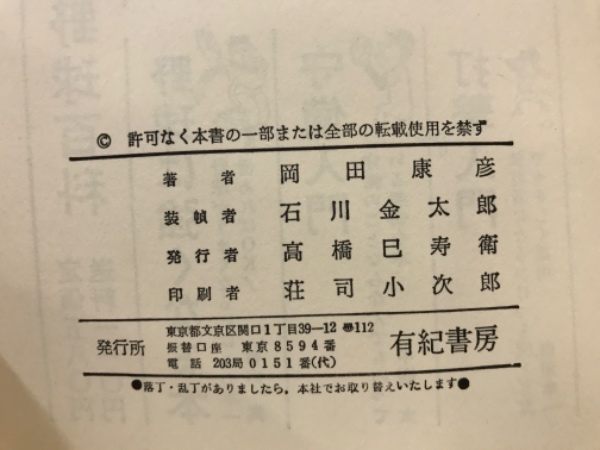 © 許可なく本書の一部または全部の転載使用を禁ず
著者 岡田康彦
装幀者 石川金太郎
発行者 高橋巳寿衛
印刷者 荘司小次郎
発行所
東京都文京区関口1丁目39—12 〠112
振替口座 東京8594番
電話 203局0151番(代)
有紀書房
●落丁・乱丁がありましたら、本社でお取り替えいたします●